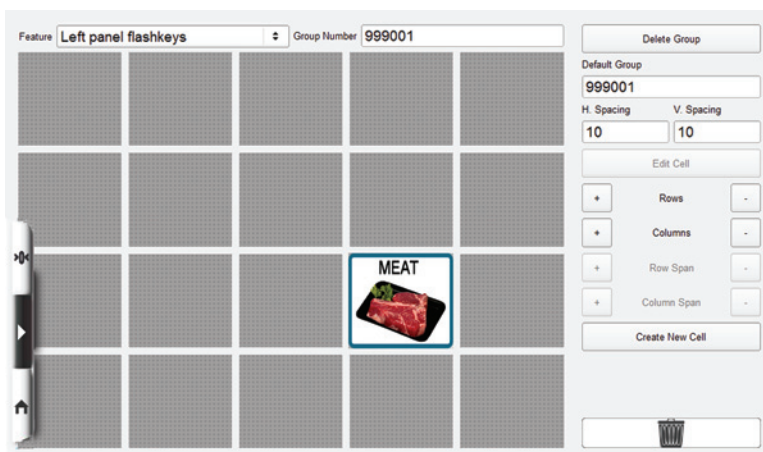 Feature Left panel flashkeys Group Number 999001
Delete Group
Default Group
999001
H. Spacing V. Spacing
10 10
Edit Cell
+ Rows -
+ Columns -
+ Row Span -
+ Column Span -
Create New Cell
MEAT
>0<